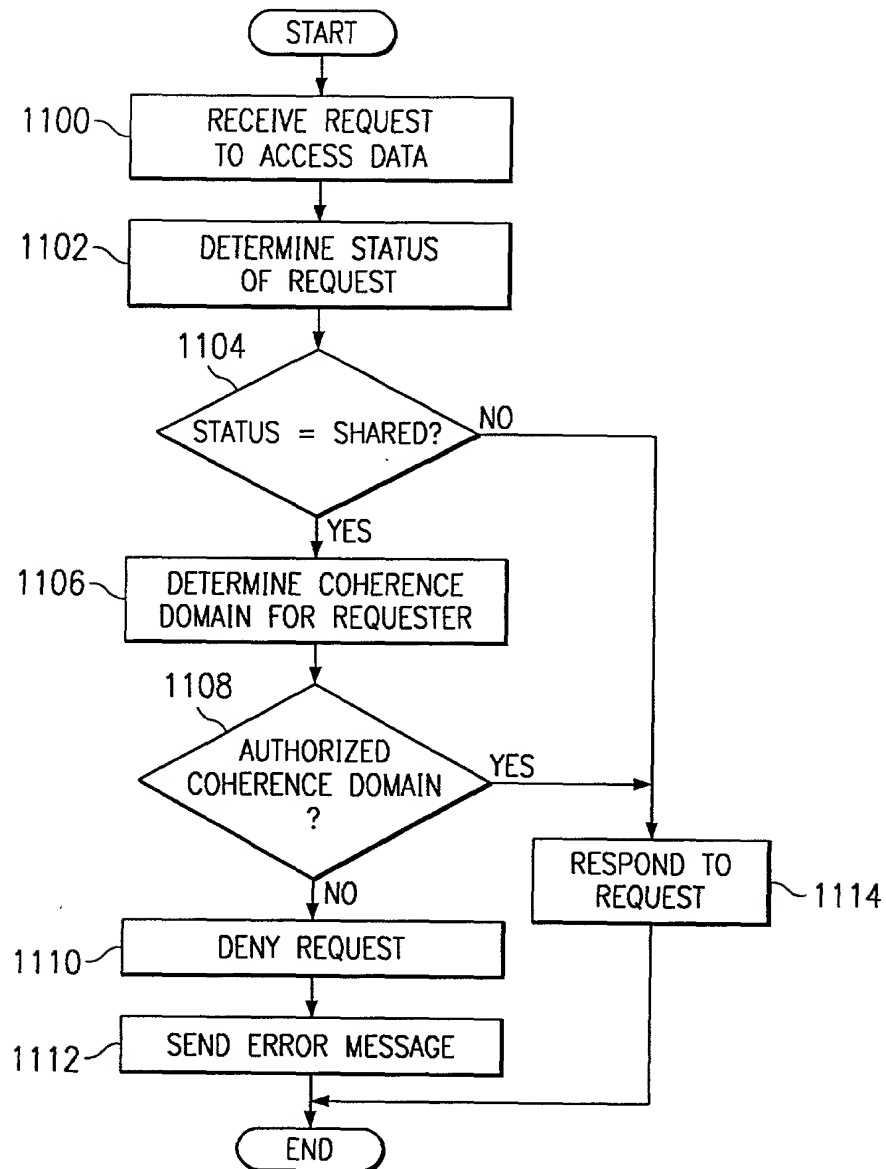 START
1100
RECEIVE REQUEST
TO ACCESS DATA
1102
DETERMINE STATUS
OF REQUEST
1104
STATUS = SHARED?
NO
YES
1106
DETERMINE COHERENCE
DOMAIN FOR REQUESTER
1108
AUTHORIZED
COHERENCE DOMAIN
?
YES
NO
RESPOND TO
REQUEST
1114
1110
DENY REQUEST
1112
SEND ERROR MESSAGE
END